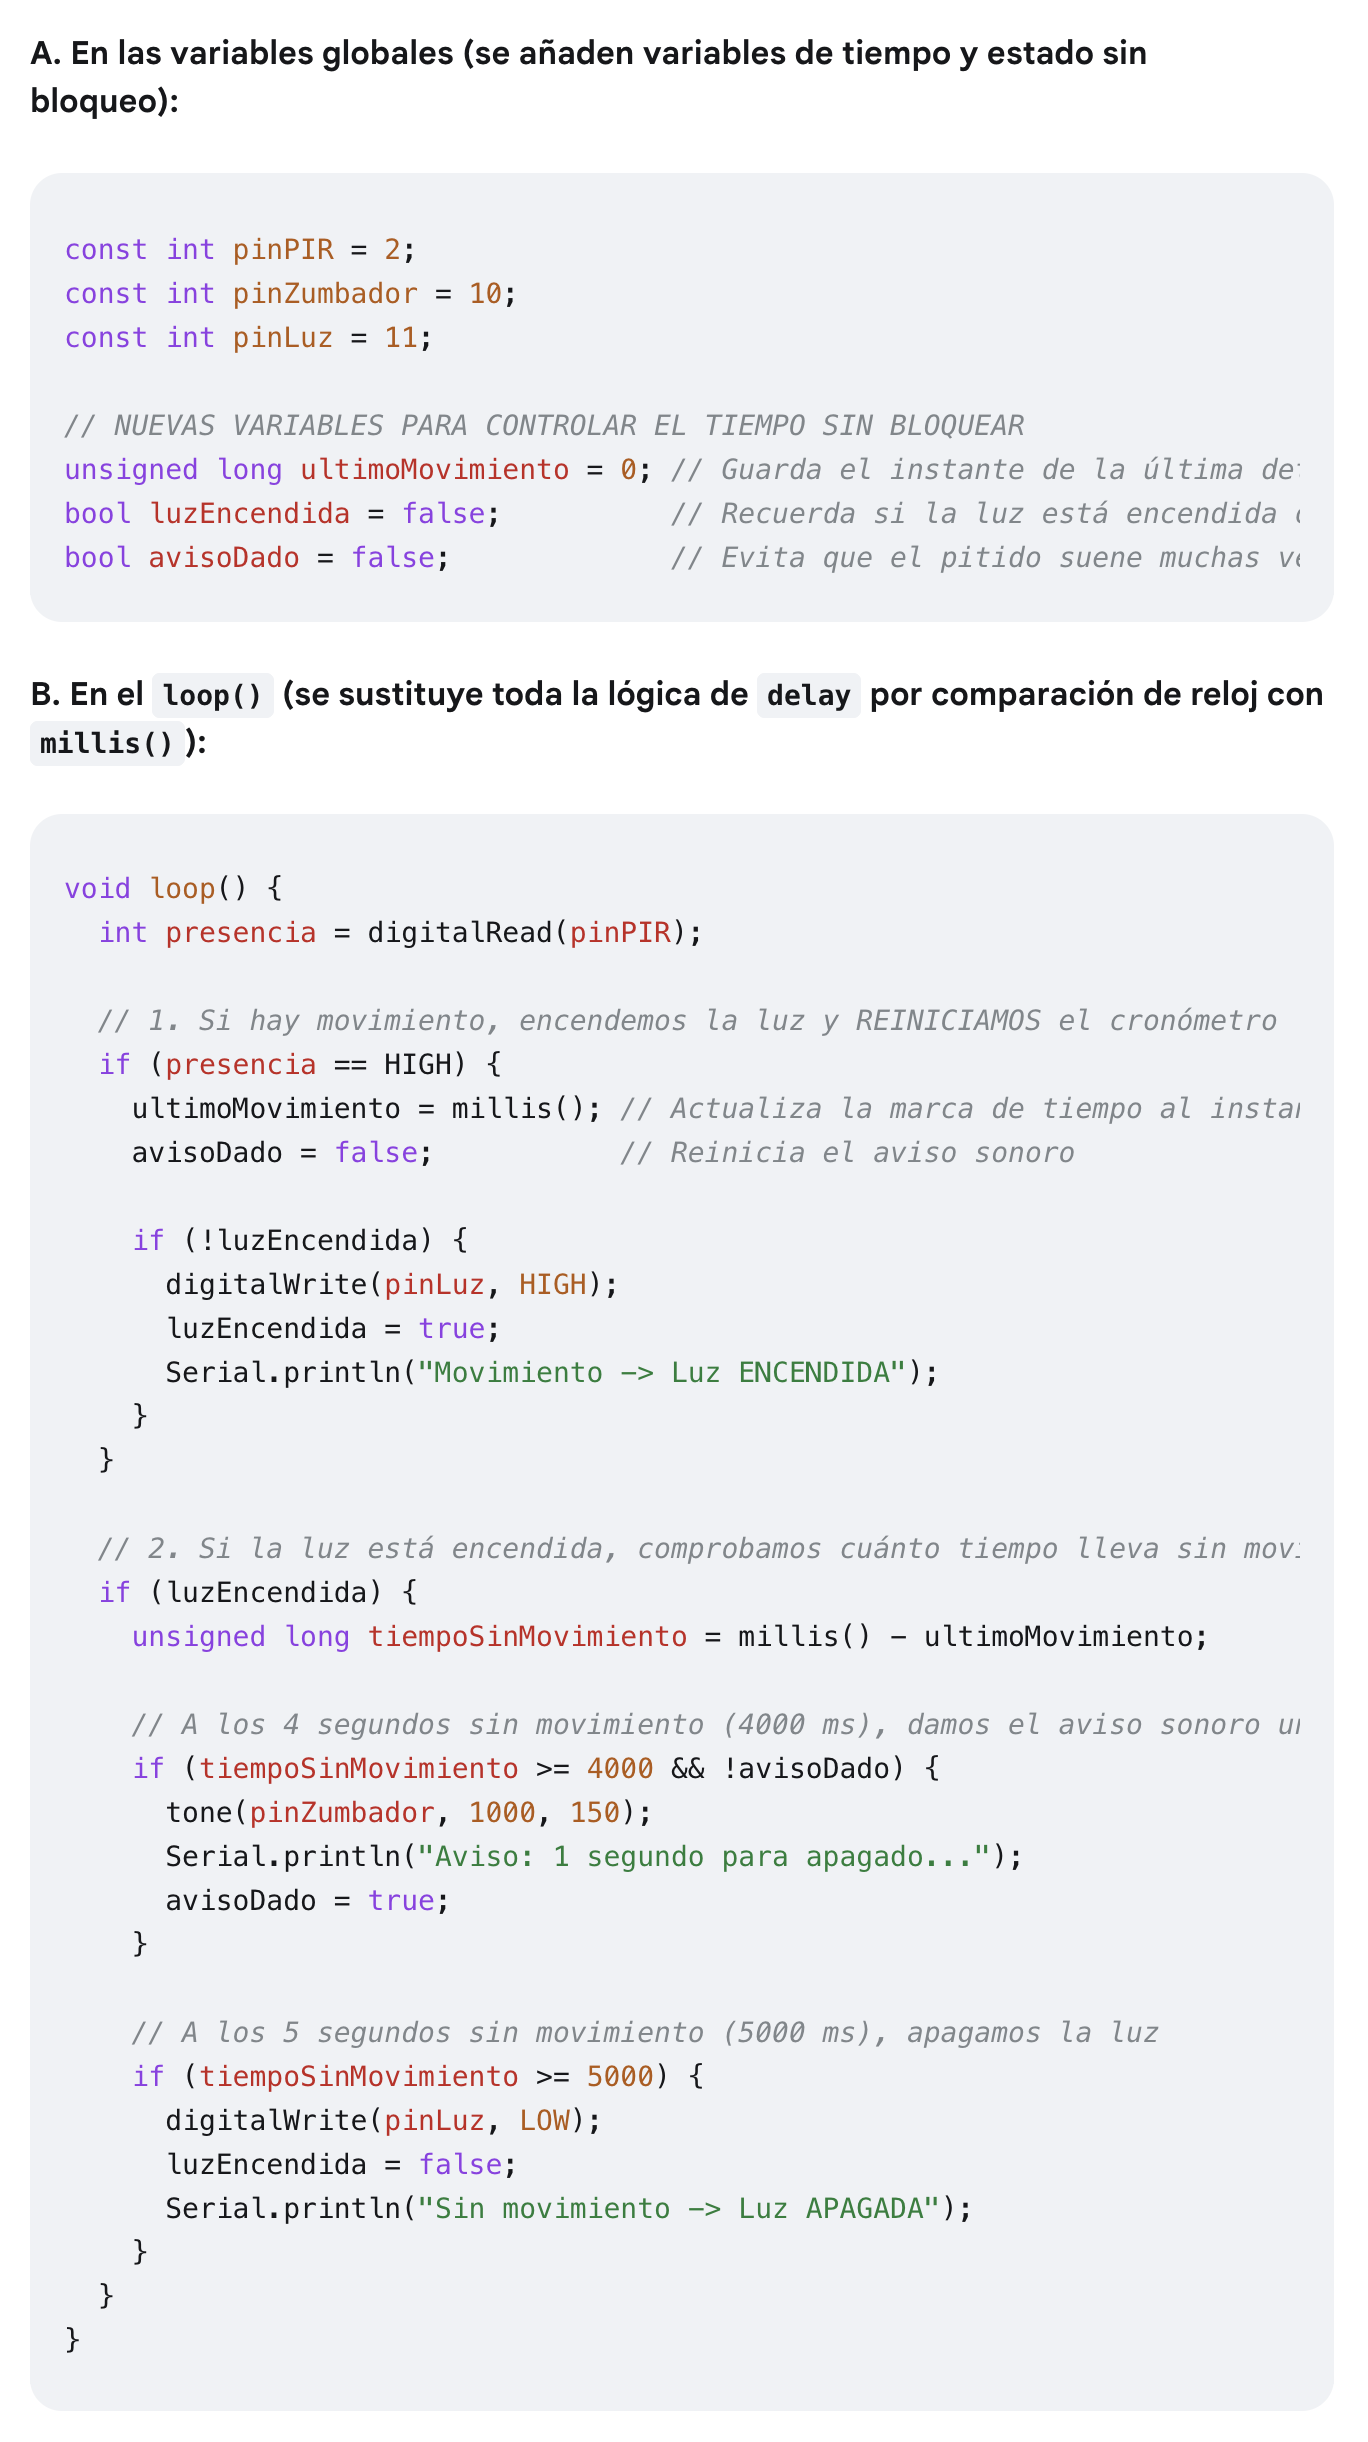 A. En las variables globales (se añaden variables de tiempo y estado sin
bloqueo):
const int pinPIR = 2;
const int pinZumbador = 10;
const int pinLuz = 11;
// NUEVAS VARIABLES PARA CONTROLAR EL TIEMPO SIN BLOQUEAR
unsigned long ultimoMovimiento = 0; // Guarda el instante de la última
bool luzEncendida = false;          // Recuerda si la luz está encendida
bool avisoDado = false;             // Evita que el pitido suene muchas
B. En el loop() (se sustituye toda la lógica de delay por comparación de reloj con
millis() ):
void loop() {
  int presencia = digitalRead(pinPIR);
  // 1. Si hay movimiento, encendemos la luz y REINICIAMOS el cronómetro
  if (presencia == HIGH) {
    ultimoMovimiento = millis(); // Actualiza la marca de tiempo al
    avisoDado = false;           // Reinicia el aviso sonoro
    if (!luzEncendida) {
      digitalWrite(pinLuz, HIGH);
      luzEncendida = true;
      Serial.println("Movimiento -> Luz ENCENDIDA");
    }
  }
  // 2. Si la luz está encendida, comprobamos cuánto tiempo lleva sin
  if (luzEncendida) {
    unsigned long tiempoSinMovimiento = millis() - ultimoMovimiento;
    // A los 4 segundos sin movimiento (4000 ms), damos el aviso sonoro
    if (tiempoSinMovimiento >= 4000 && !avisoDado) {
      tone(pinZumbador, 1000, 150);
      Serial.println("Aviso: 1 segundo para apagado...");
      avisoDado = true;
    }
    // A los 5 segundos sin movimiento (5000 ms), apagamos la luz
    if (tiempoSinMovimiento >= 5000) {
      digitalWrite(pinLuz, LOW);
      luzEncendida = false;
      Serial.println("Sin movimiento -> Luz APAGADA");
    }
  }
}